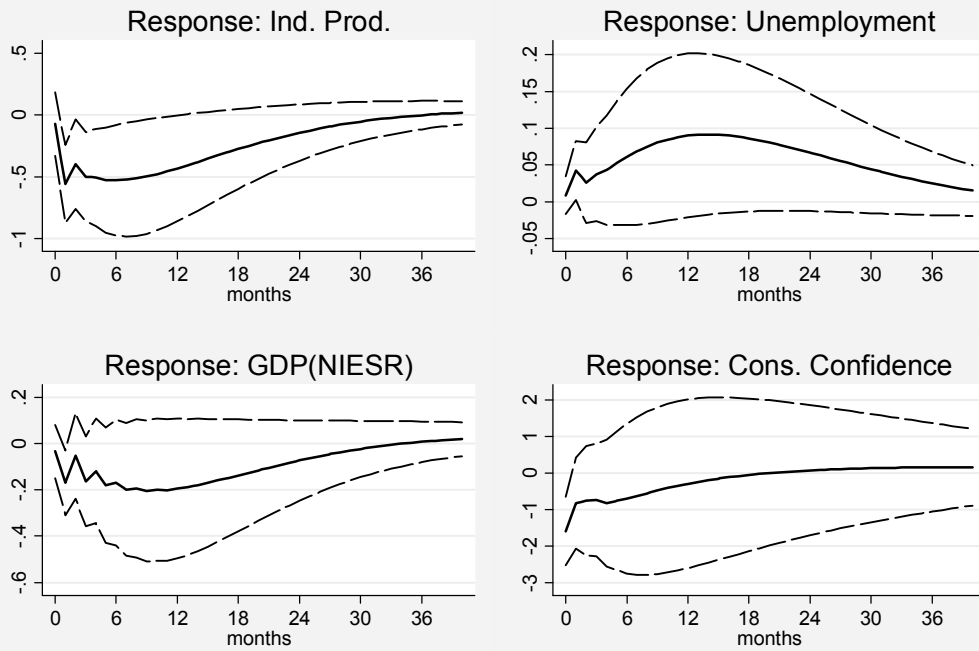 Response: Ind. Prod.
.5
0
-.5
-1
0 6 12 18 24 30 36
months
Response: Unemployment
.2
.15
.1
.05
0
-.05
0 6 12 18 24 30 36
months
Response: GDP(NIESR)
.2
0
-.2
-.4
-.6
0 6 12 18 24 30 36
months
Response: Cons. Confidence
2
1
0
-1
-2
-3
0 6 12 18 24 30 36
months